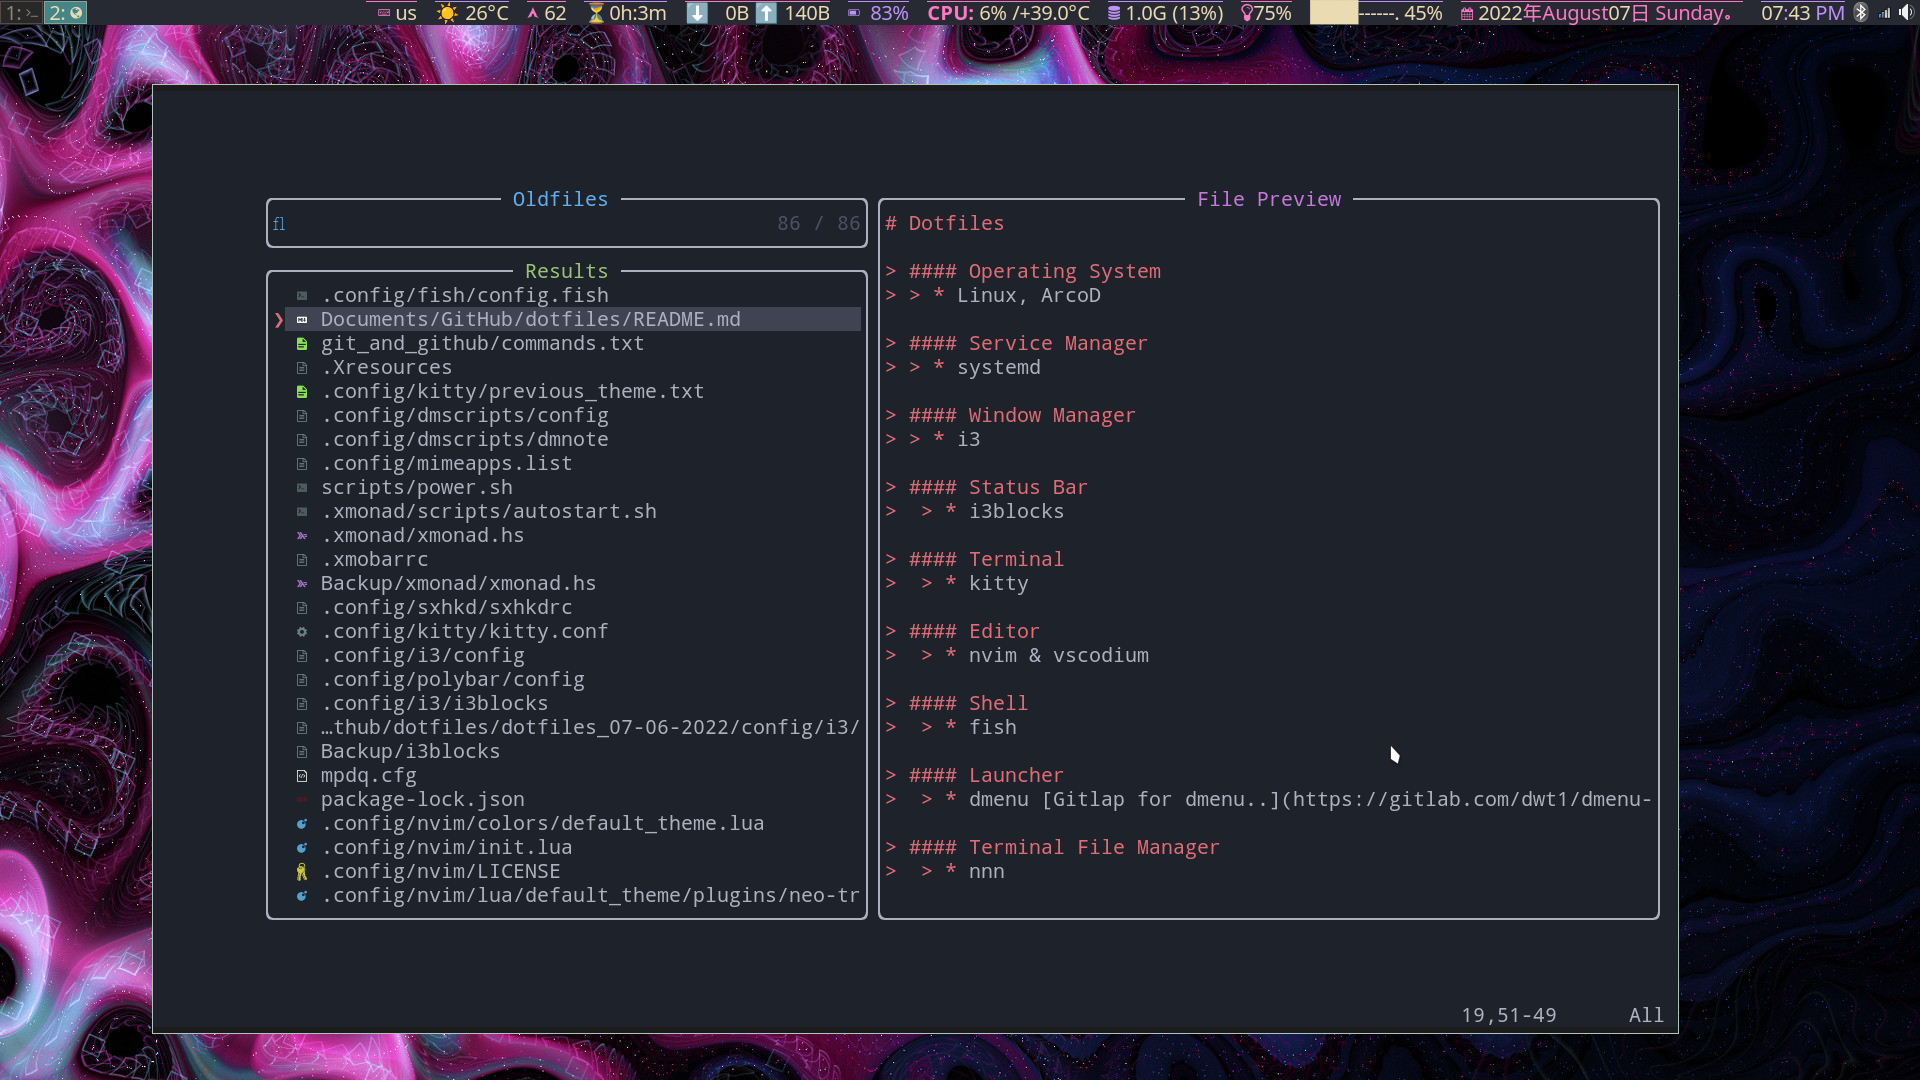 1: >_ 2:
us 26°C 62 0h:3m 0B 140B 83% CPU: 6% /+39.0°C 1.0G (13%) 75% -----. 45% 2022年August07日 Sunday。 07:43 PM
Oldfiles
86 / 86
Results
.config/fish/config.fish
❯ Documents/GitHub/dotfiles/README.md
git_and_github/commands.txt
.Xresources
.config/kitty/previous_theme.txt
.config/dmscripts/config
.config/dmscripts/dmnote
.config/mimeapps.list
scripts/power.sh
.xmonad/scripts/autostart.sh
.xmonad/xmonad.hs
.xmobarrc
Backup/xmonad/xmonad.hs
.config/sxhkd/sxhkdrc
.config/kitty/kitty.conf
.config/i3/config
.config/polybar/config
.config/i3/i3blocks
…thub/dotfiles/dotfiles_07-06-2022/config/i3/
Backup/i3blocks
mpdq.cfg
package-lock.json
.config/nvim/colors/default_theme.lua
.config/nvim/init.lua
.config/nvim/LICENSE
.config/nvim/lua/default_theme/plugins/neo-tr
File Preview
# Dotfiles
> #### Operating System
> > * Linux, ArcoD
> #### Service Manager
> > * systemd
> #### Window Manager
> > * i3
> #### Status Bar
>  > * i3blocks
> #### Terminal
>  > * kitty
> #### Editor
>  > * nvim & vscodium
> #### Shell
>  > * fish
> #### Launcher
>  > * dmenu [Gitlap for dmenu..](https://gitlab.com/dwt1/dmenu-
> #### Terminal File Manager
>  > * nnn
19,51-49 All